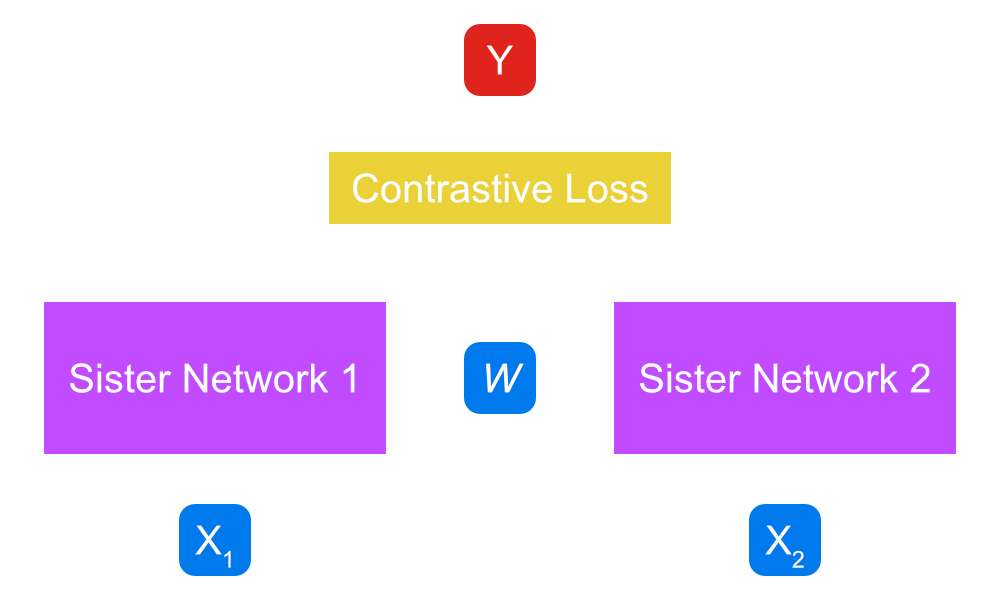 Y
Contrastive Loss
Sister Network 1
W
Sister Network 2
X₁
X₂